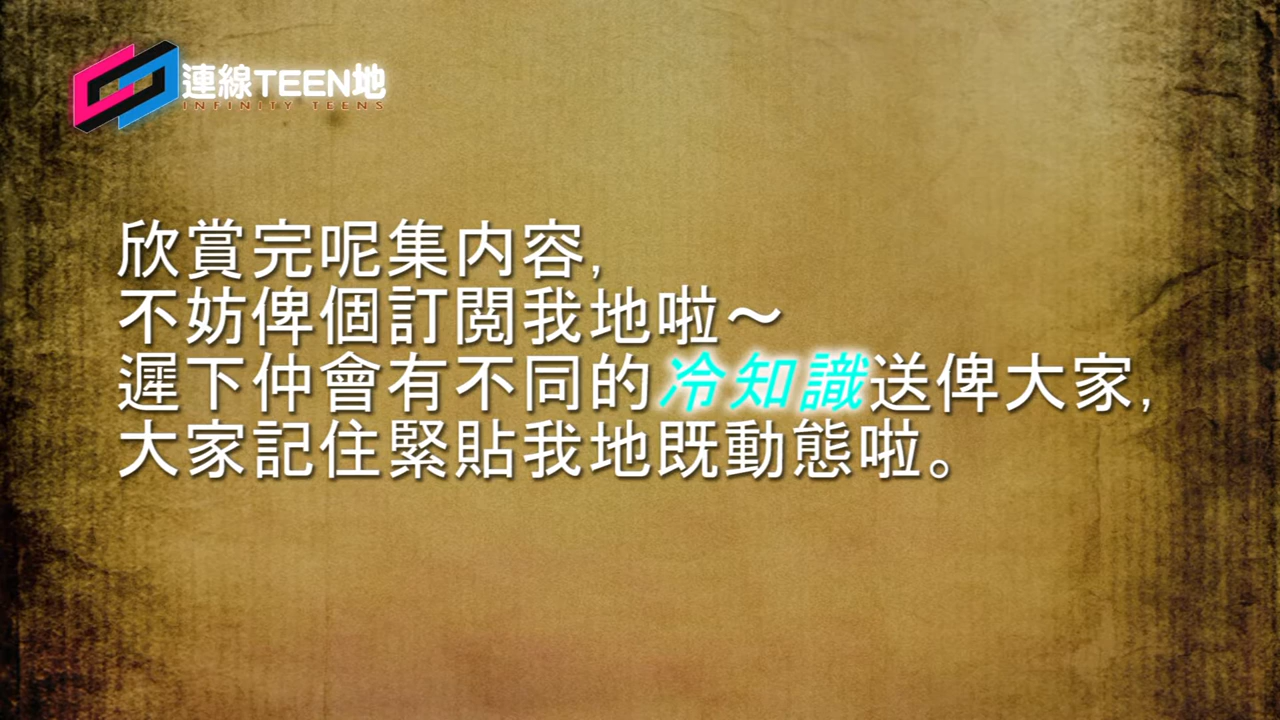 連線TEEN地
INFINITY TEENS
欣賞完呢集内容,
不妨俾個訂閲我地啦～
遲下仲會有不同的冷知識送俾大家,
大家記住緊貼我地既動態啦。